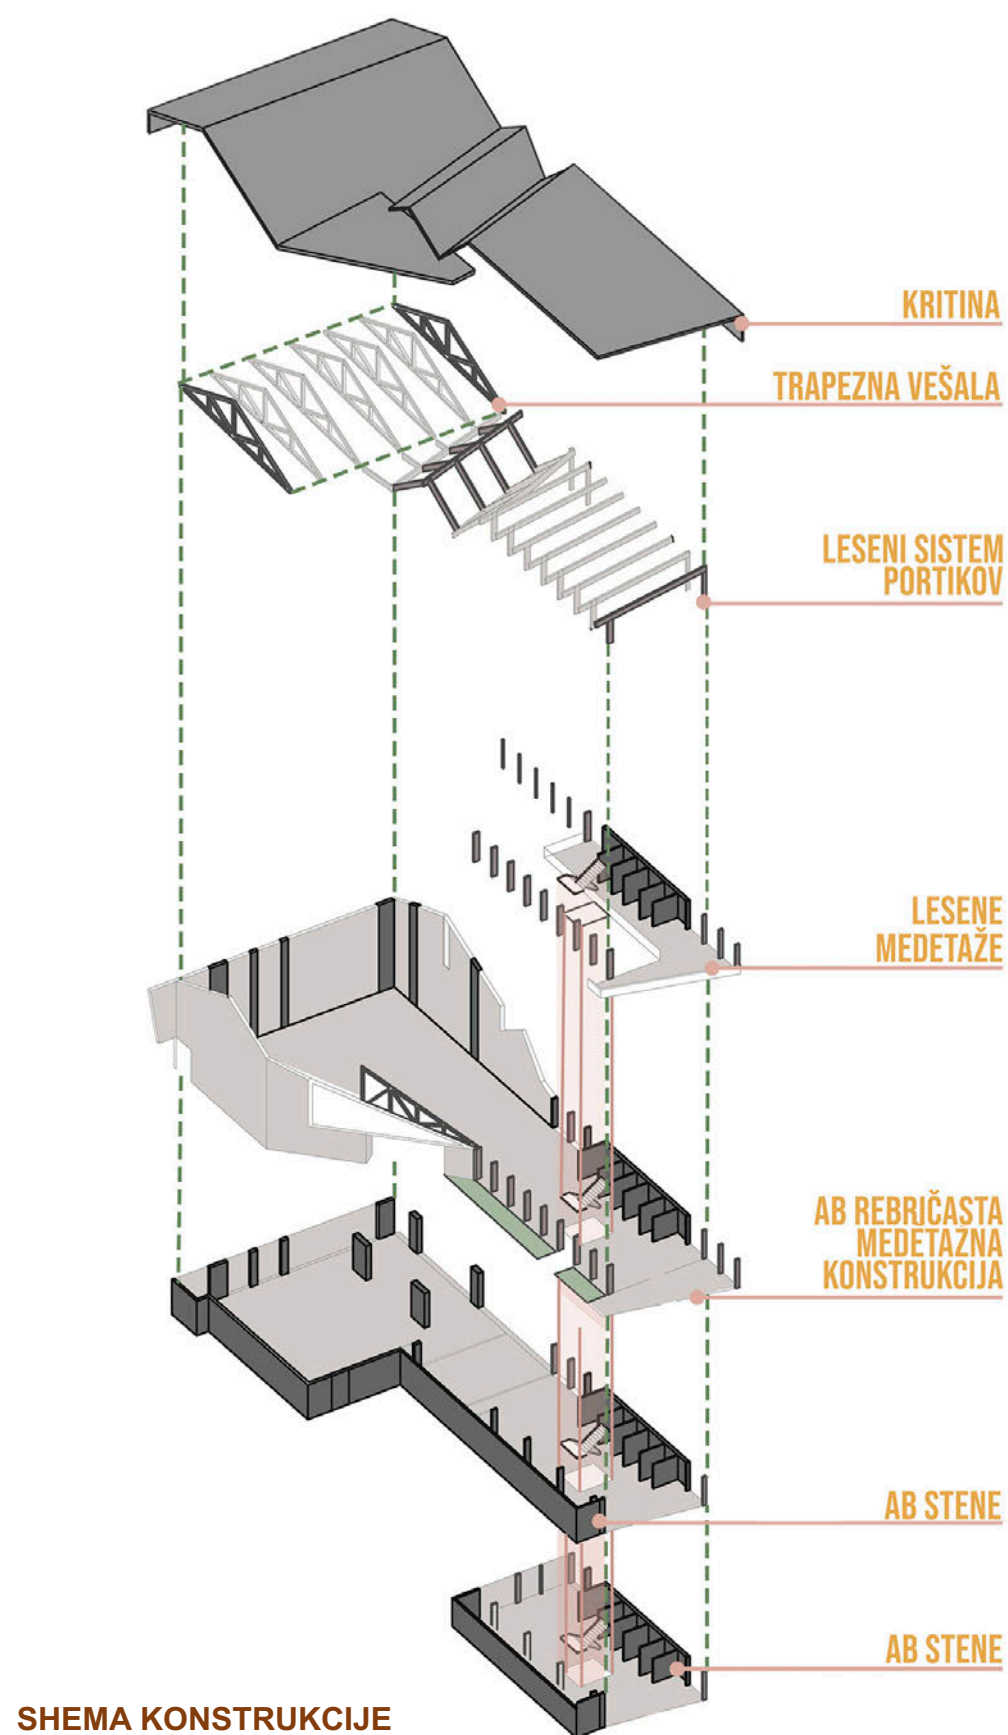 KRITINA
TRAPEZNA VEŠALA
LESENI SISTEM
PORTIKOV
LESENE
MEDETAŽE
AB REBRIČASTA
MEDETAŽNA
KONSTRUKCIJA
AB STENE
AB STENE
SHEMA KONSTRUKCIJE